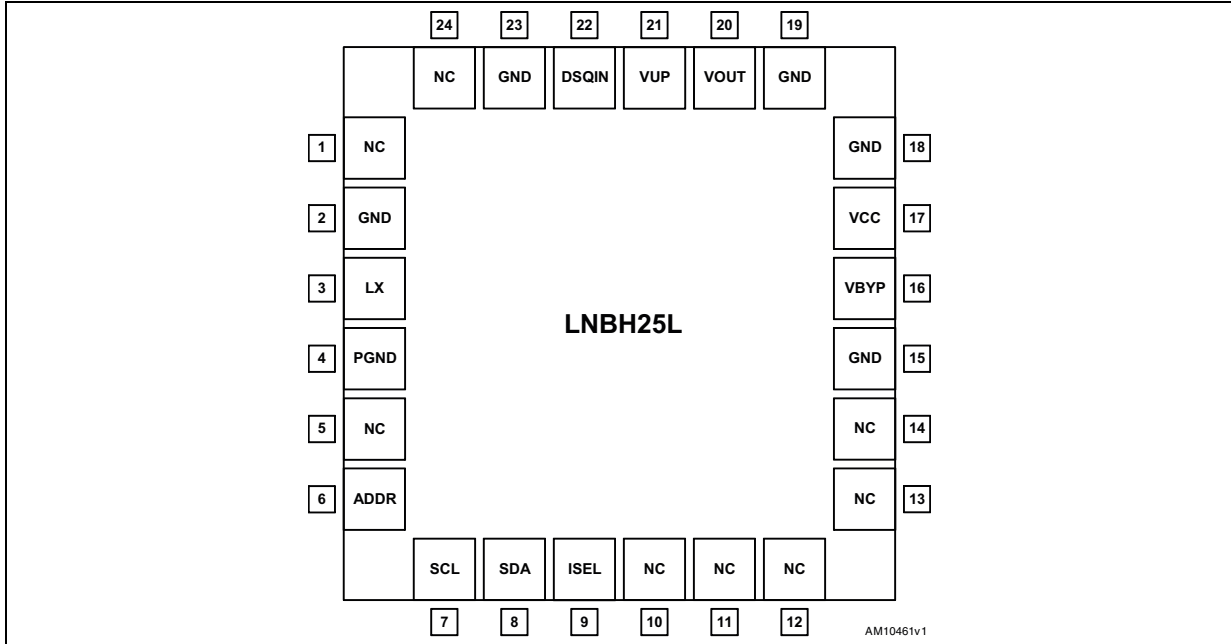 24 23 22 21 20 19
NC GND DSQIN VUP VOUT GND
1 NC GND 18
2 GND VCC 17
3 LX VBYP 16
LNBH25L
4 PGND GND 15
5 NC NC 14
6 ADDR NC 13
SCL SDA ISEL NC NC NC
7 8 9 10 11 12
AM10461v1